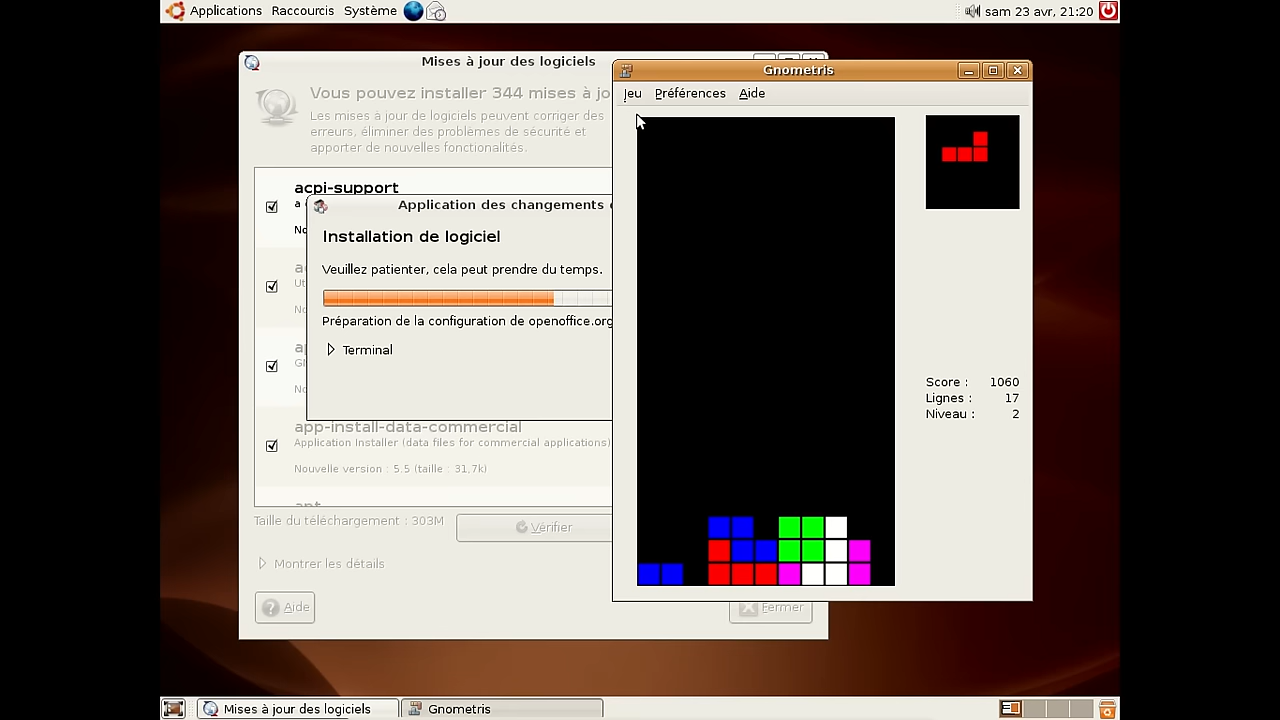 Applications Raccourcis Système
sam 23 avr, 21:20
Mises à jour des logiciels
Vous pouvez installer 344 mises à
Les mises à jour de logiciels peuvent corriger des
erreurs, éliminer des problèmes de sécurité et
apporter de nouvelles fonctionalités.
acpi-support
Application des changements
Installation de logiciel
Veuillez patienter, cela peut prendre du temps.
Préparation de la configuration de openoffice.org
Terminal
app-install-data-commercial
Application Installer (data files for commercial applications)
Nouvelle version : 5.5 (taille : 31,7k)
Taille du téléchargement : 303M
Vérifier
Montrer les détails
Aide
Fermer
Gnometris
Jeu Préférences Aide
Score : 1060
Lignes : 17
Niveau : 2
Mises à jour des logiciels
Gnometris